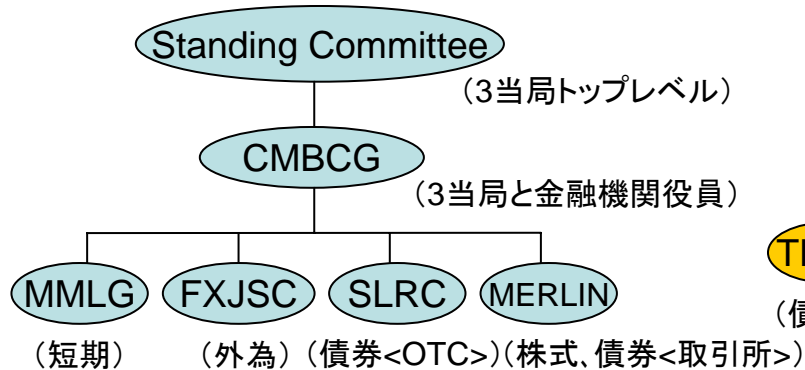 Standing Committee
（3当局トップレベル）
CMBCG
（3当局と金融機関役員）
MMLG FXJSC SLRC MERLIN
（短期） （外為） （債券<OTC>）（株式、債券<取引所>）